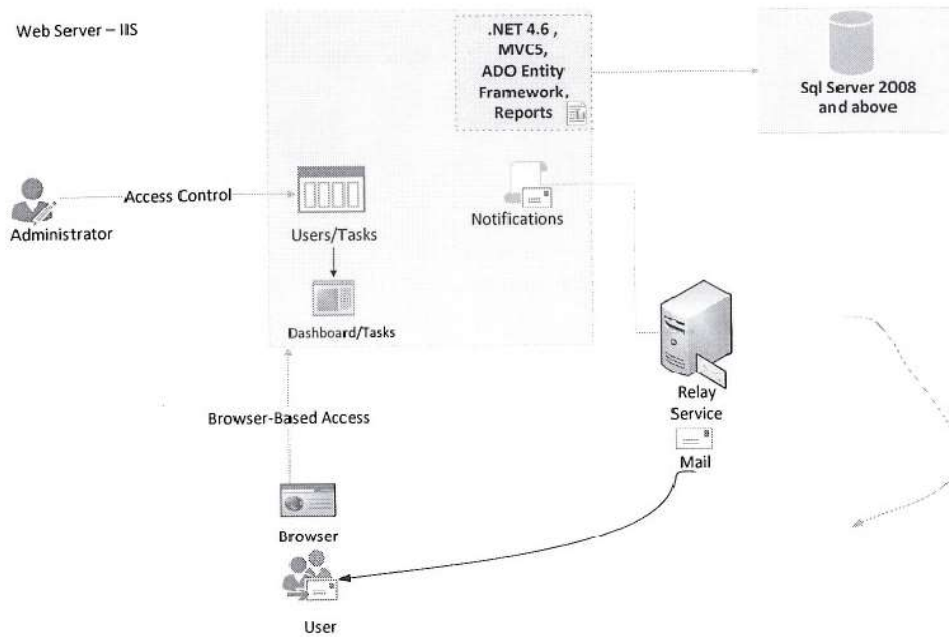 Web Server – IIS
.NET 4.6 ,
MVC5,
ADO Entity
Framework,
Reports
Sql Server 2008
and above
Access Control
Administrator
Users/Tasks
Notifications
Dashboard/Tasks
Relay
Service
Mail
Browser-Based Access
Browser
User